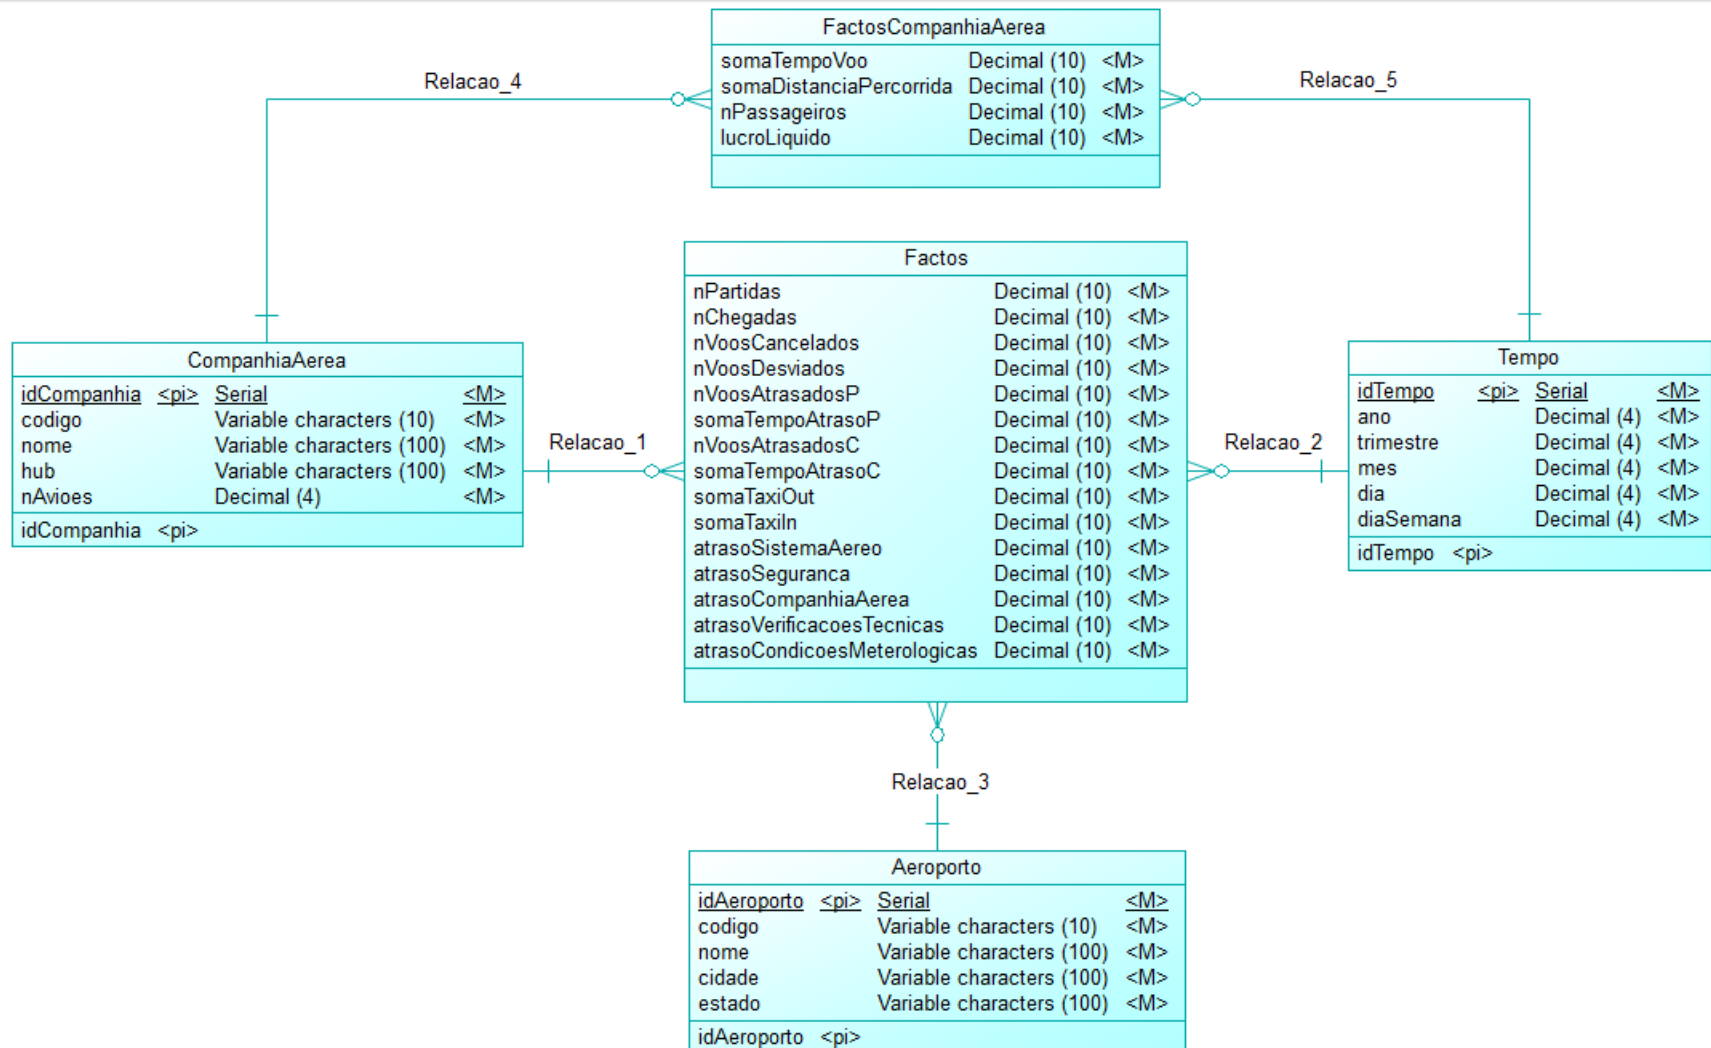 FactosCompanhiaAerea
somaTempoVoo Decimal (10) <M>
somaDistanciaPercorrida Decimal (10) <M>
nPassageiros Decimal (10) <M>
lucroLiquido Decimal (10) <M>
Relacao_4
Relacao_5
Factos
nPartidas Decimal (10) <M>
nChegadas Decimal (10) <M>
nVoosCancelados Decimal (10) <M>
nVoosDesviados Decimal (10) <M>
nVoosAtrasadosP Decimal (10) <M>
somaTempoAtrasoP Decimal (10) <M>
nVoosAtrasadosC Decimal (10) <M>
somaTempoAtrasoC Decimal (10) <M>
somaTaxiOut Decimal (10) <M>
somaTaxiIn Decimal (10) <M>
atrasoSistemaAereo Decimal (10) <M>
atrasoSeguranca Decimal (10) <M>
atrasoCompanhiaAerea Decimal (10) <M>
atrasoVerificacoesTecnicas Decimal (10) <M>
atrasoCondicoesMeterologicas Decimal (10) <M>
CompanhiaAerea
idCompanhia <pi> Serial <M>
codigo Variable characters (10) <M>
nome Variable characters (100) <M>
hub Variable characters (100) <M>
nAvioes Decimal (4) <M>
idCompanhia <pi>
Relacao_1
Relacao_2
Tempo
idTempo <pi> Serial <M>
ano Decimal (4) <M>
trimestre Decimal (4) <M>
mes Decimal (4) <M>
dia Decimal (4) <M>
diaSemana Decimal (4) <M>
idTempo <pi>
Relacao_3
Aeroporto
idAeroporto <pi> Serial <M>
codigo Variable characters (10) <M>
nome Variable characters (100) <M>
cidade Variable characters (100) <M>
estado Variable characters (100) <M>
idAeroporto <pi>